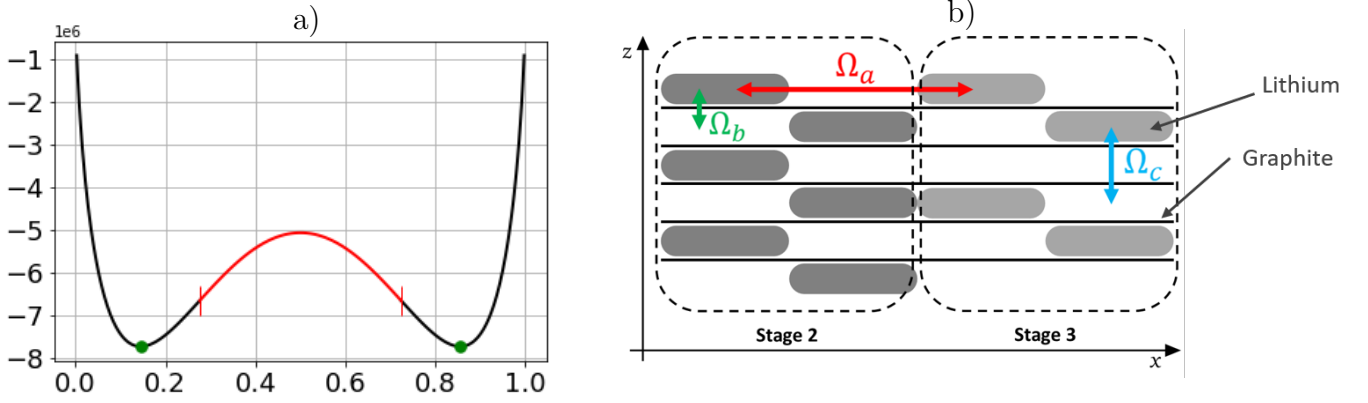 a)
1e6
−1
−2
−3
−4
−5
−6
−7
−8
0.0 0.2 0.4 0.6 0.8 1.0
b)
z
Ωa
Ωb
Ωc
Lithium
Graphite
Stage 2 Stage 3
x